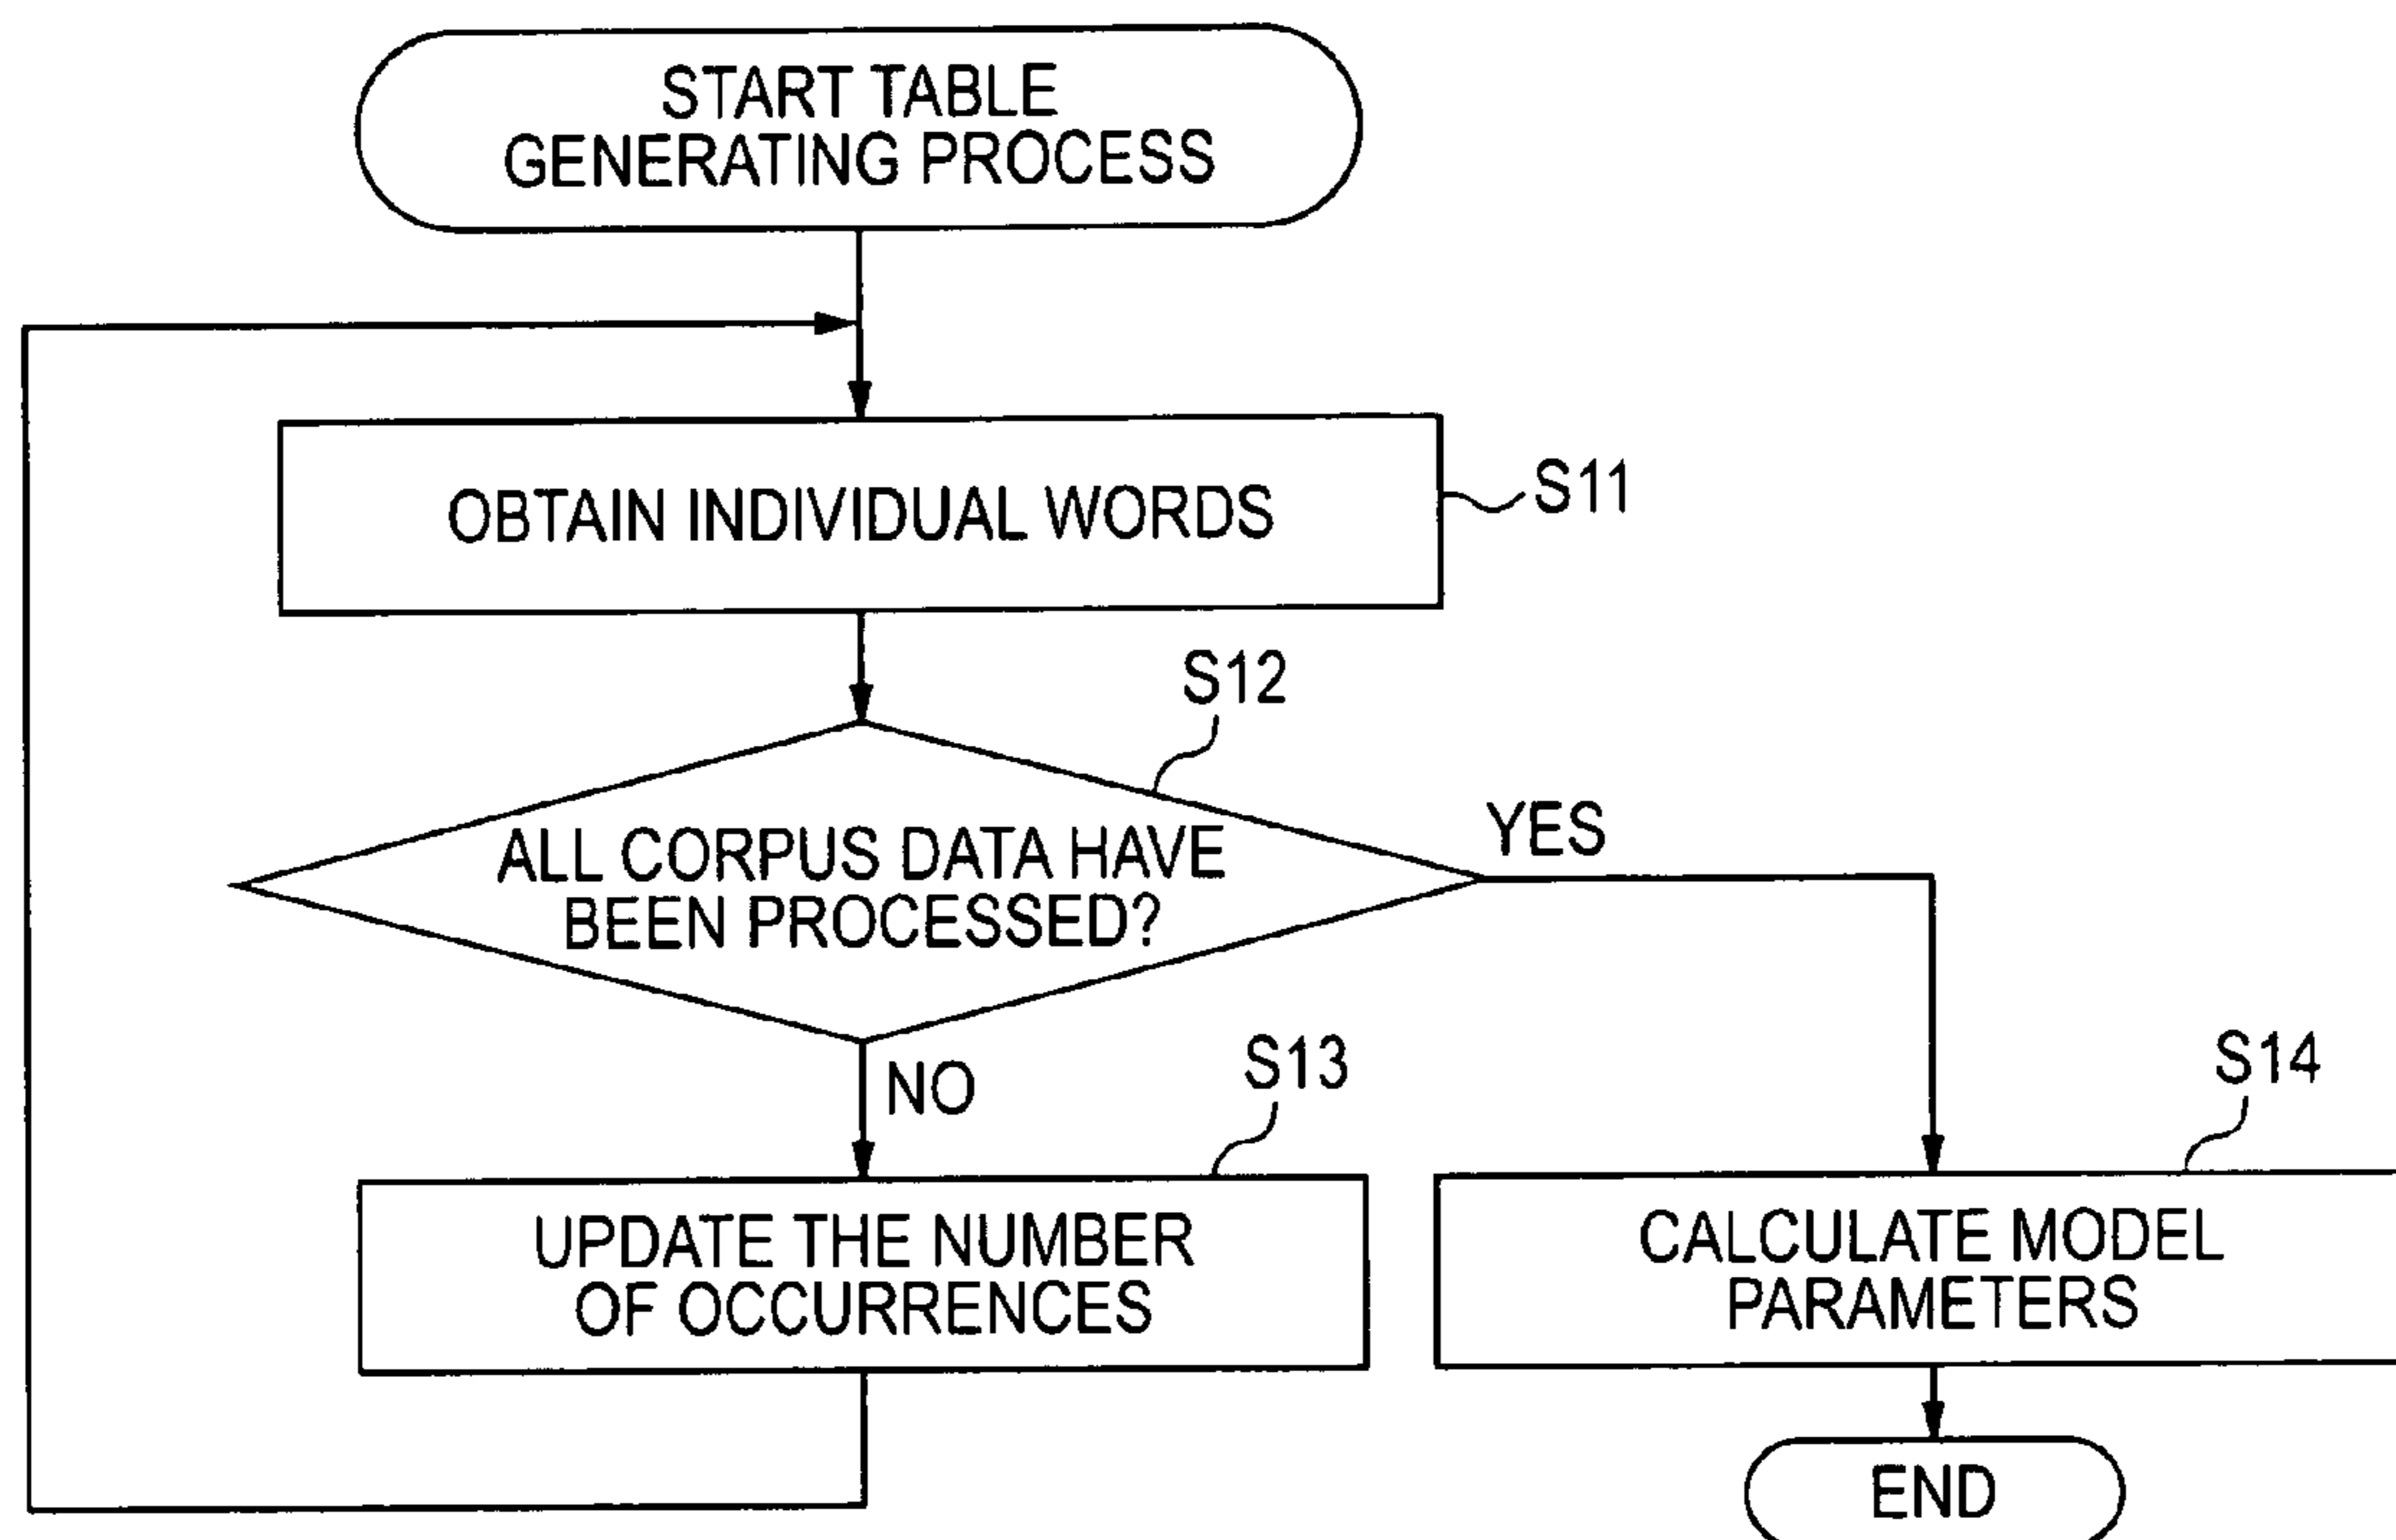 START TABLE
GENERATING PROCESS
OBTAIN INDIVIDUAL WORDS
S11
S12
ALL CORPUS DATA HAVE
BEEN PROCESSED?
YES
NO
S13
UPDATE THE NUMBER
OF OCCURRENCES
S14
CALCULATE MODEL
PARAMETERS
END